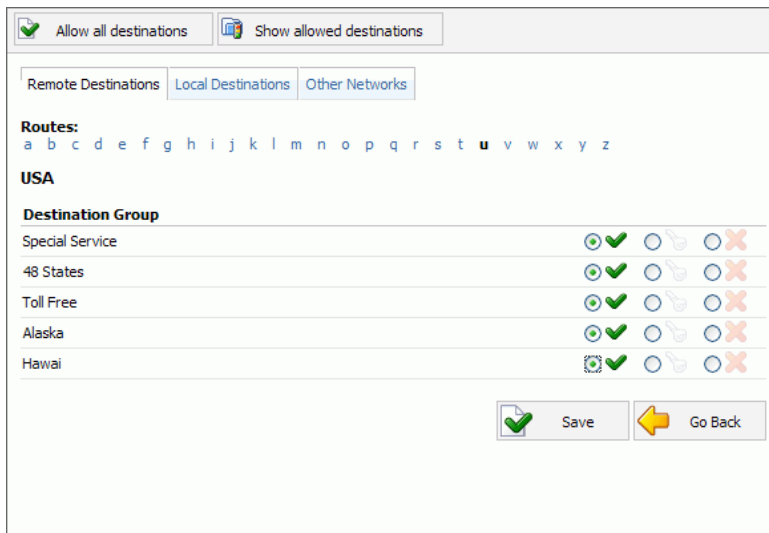 Allow all destinations Show allowed destinations
Remote Destinations Local Destinations Other Networks
Routes:
a b c d e f g h i j k l m n o p q r s t u v w x y z
USA
Destination Group
Special Service
48 States
Toll Free
Alaska
Hawai
Save Go Back